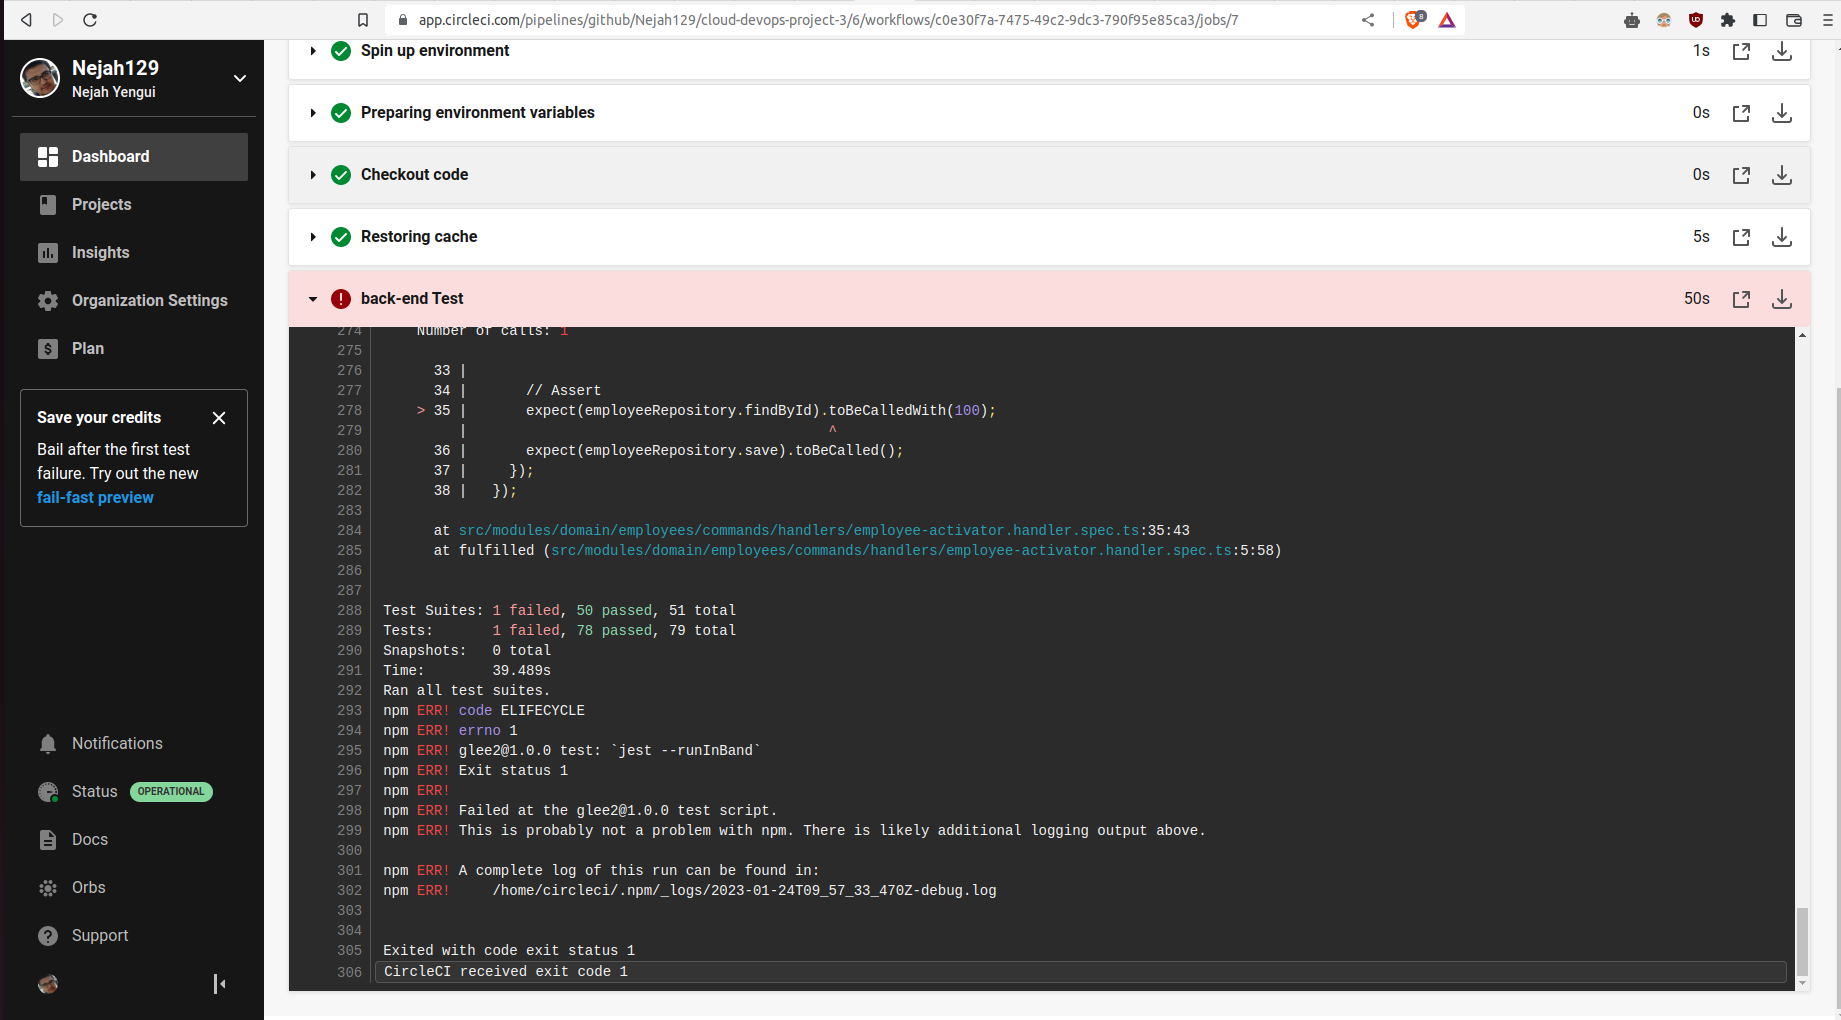 app.circleci.com/pipelines/github/Nejah129/cloud-devops-project-3/6/workflows/c0e30f7a-7475-49c2-9dc3-790f95e85ca3/jobs/7
8
Nejah129
Nejah Yengui
Dashboard
Projects
Insights
Organization Settings
Plan
Save your credits
Bail after the first test
failure. Try out the new
fail-fast preview
Notifications
Status OPERATIONAL
Docs
Orbs
Support
Spin up environment 1s
Preparing environment variables 0s
Checkout code 0s
Restoring cache 5s
back-end Test 50s
274 Number of calls: 1
275
276 33 |
277 34 | // Assert
278 > 35 | expect(employeeRepository.findById).toBeCalledWith(100);
279 | ^
280 36 | expect(employeeRepository.save).toBeCalled();
281 37 | });
282 38 | });
283
284 at src/modules/domain/employees/commands/handlers/employee-activator.handler.spec.ts:35:43
285 at fulfilled (src/modules/domain/employees/commands/handlers/employee-activator.handler.spec.ts:5:58)
286
287
288 Test Suites: 1 failed, 50 passed, 51 total
289 Tests: 1 failed, 78 passed, 79 total
290 Snapshots: 0 total
291 Time: 39.489s
292 Ran all test suites.
293 npm ERR! code ELIFECYCLE
294 npm ERR! errno 1
295 npm ERR! glee2@1.0.0 test: `jest --runInBand`
296 npm ERR! Exit status 1
297 npm ERR!
298 npm ERR! Failed at the glee2@1.0.0 test script.
299 npm ERR! This is probably not a problem with npm. There is likely additional logging output above.
300
301 npm ERR! A complete log of this run can be found in:
302 npm ERR! /home/circleci/.npm/_logs/2023-01-24T09_57_33_470Z-debug.log
303
304
305 Exited with code exit status 1
306 CircleCI received exit code 1